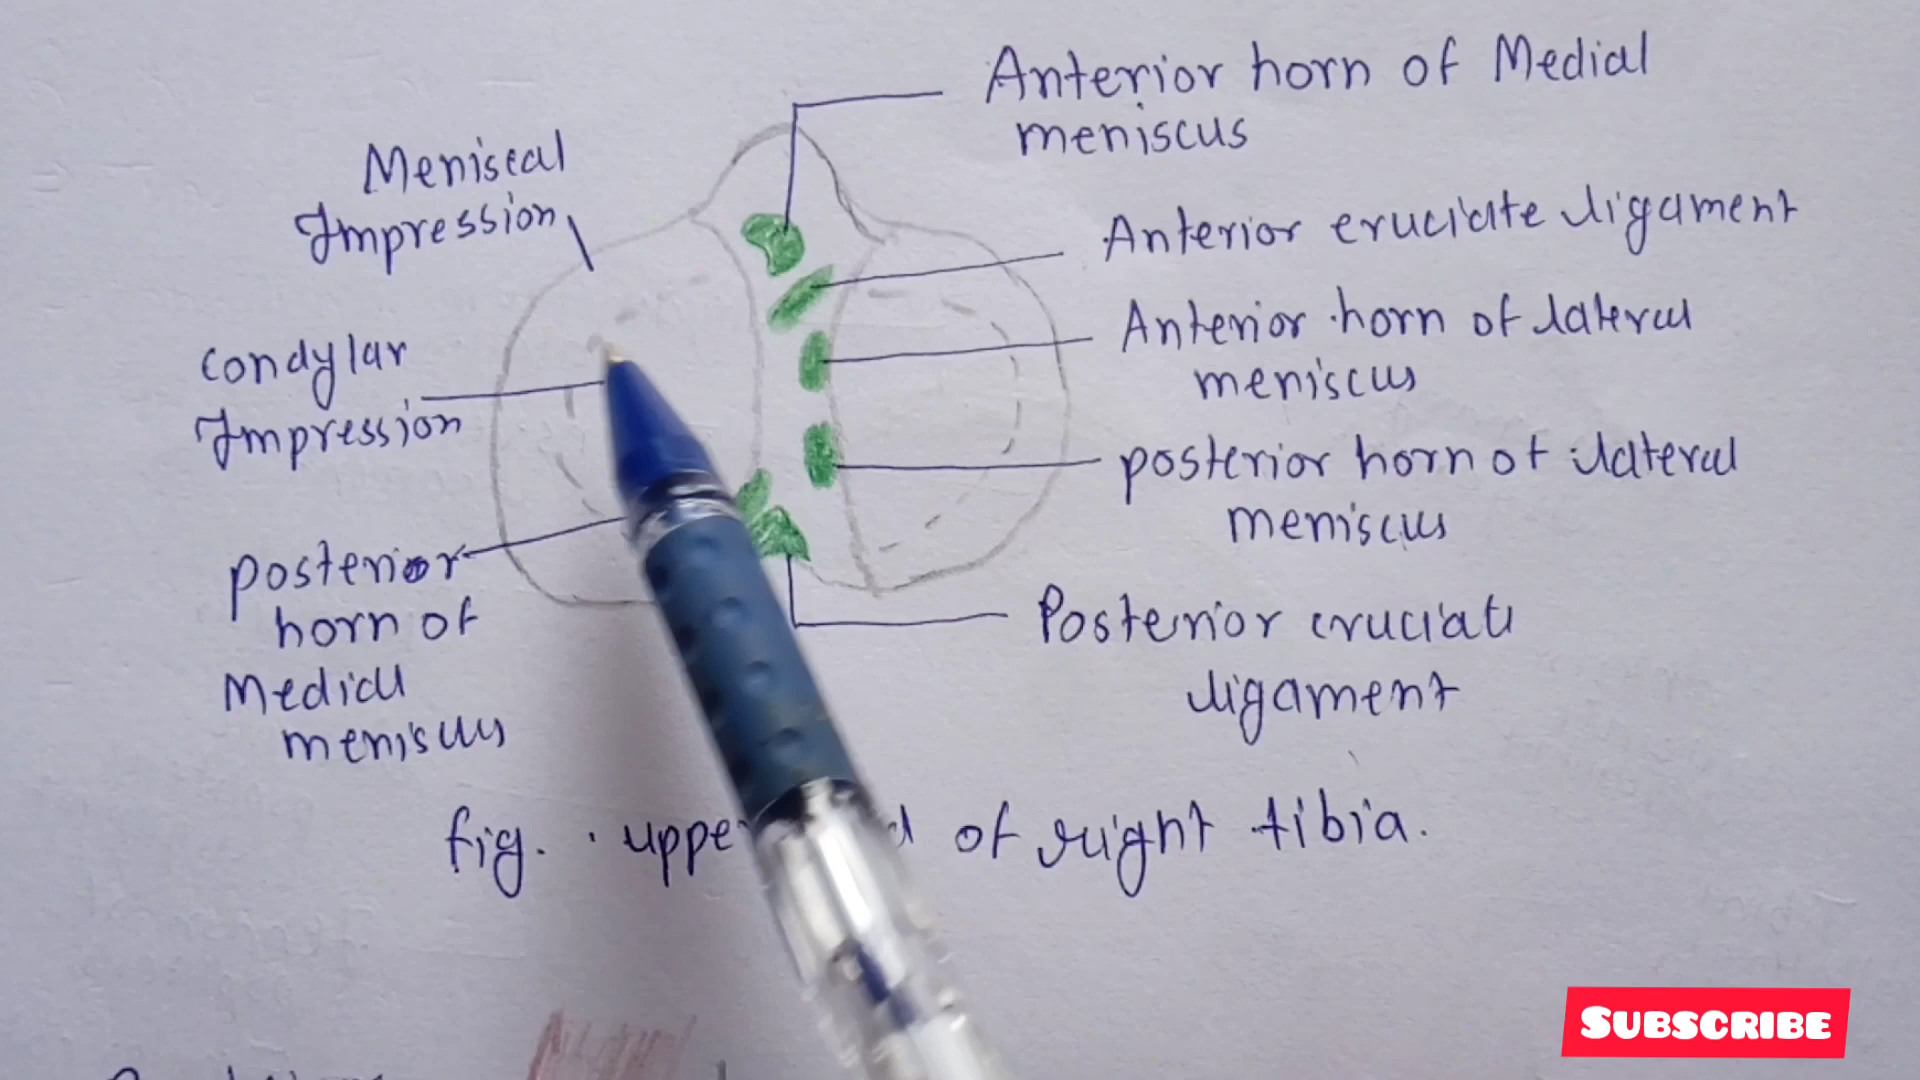 Anterior horn of Medial
meniscus
Meniscal
Impression
Anterior cruciate ligament
Anterior horn of lateral
meniscus
Condylar
Impression
posterior horn of lateral
meniscus
posterior
horn of
Medial
meniscus
Posterior cruciate
ligament
fig. upper of right tibia.
SUBSCRIBE